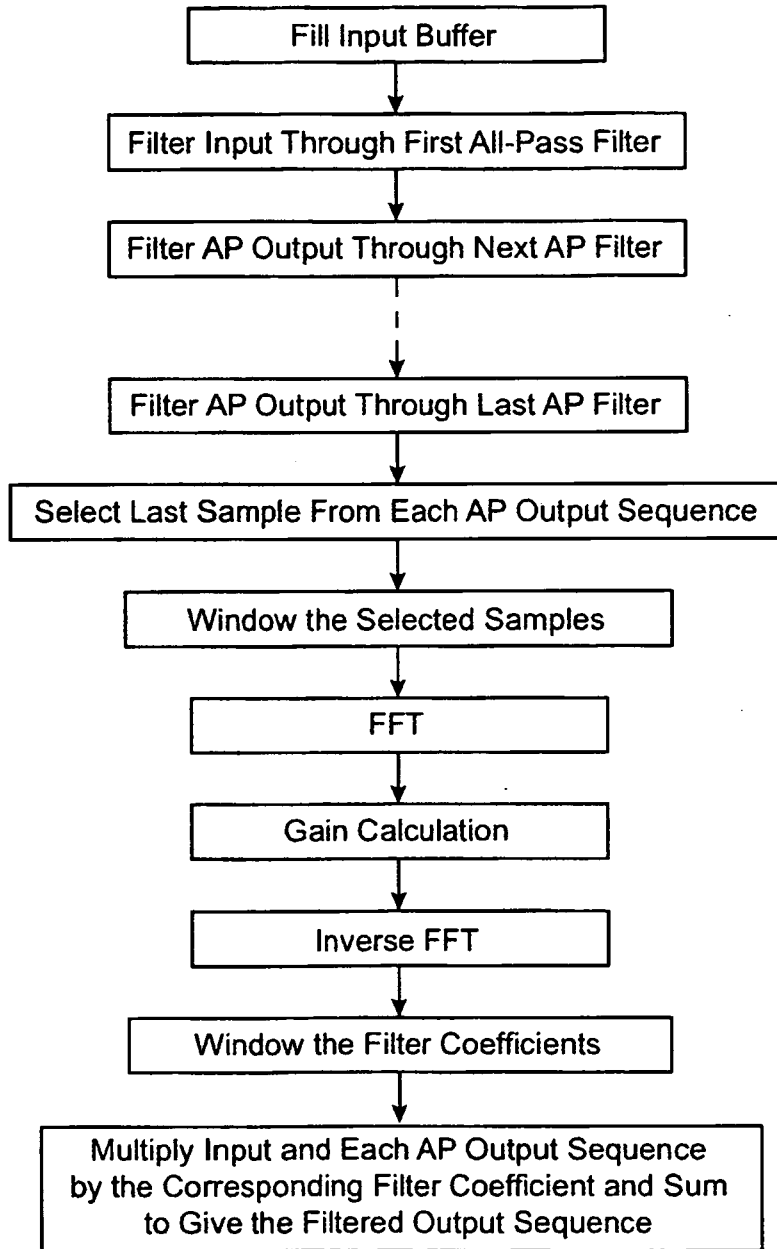 Fill Input Buffer
Filter Input Through First All-Pass Filter
Filter AP Output Through Next AP Filter
Filter AP Output Through Last AP Filter
Select Last Sample From Each AP Output Sequence
Window the Selected Samples
FFT
Gain Calculation
Inverse FFT
Window the Filter Coefficients
Multiply Input and Each AP Output Sequence
by the Corresponding Filter Coefficient and Sum
to Give the Filtered Output Sequence